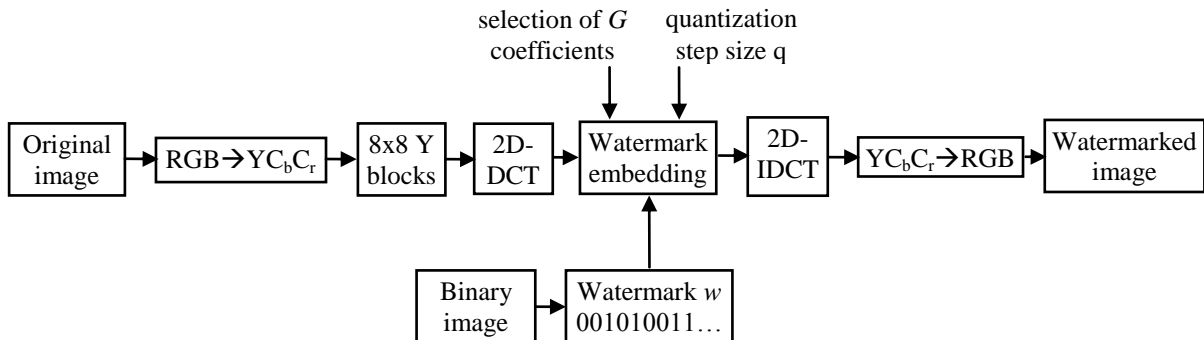 selection of G
coefficients
quantization
step size q
Original
image
RGB→YCbCr
8x8 Y
blocks
2D-
DCT
Watermark
embedding
2D-
IDCT
YCbCr→RGB
Watermarked
image
Binary
image
Watermark w
001010011…